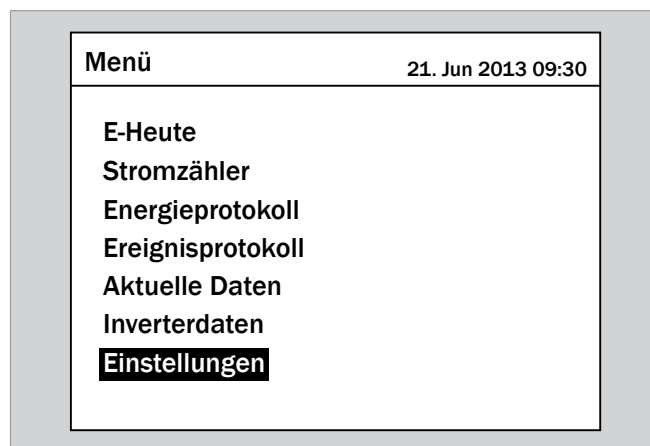 Menü
21. Jun 2013 09:30
E-Heute
Stromzähler
Energieprotokoll
Ereignisprotokoll
Aktuelle Daten
Inverterdaten
Einstellungen